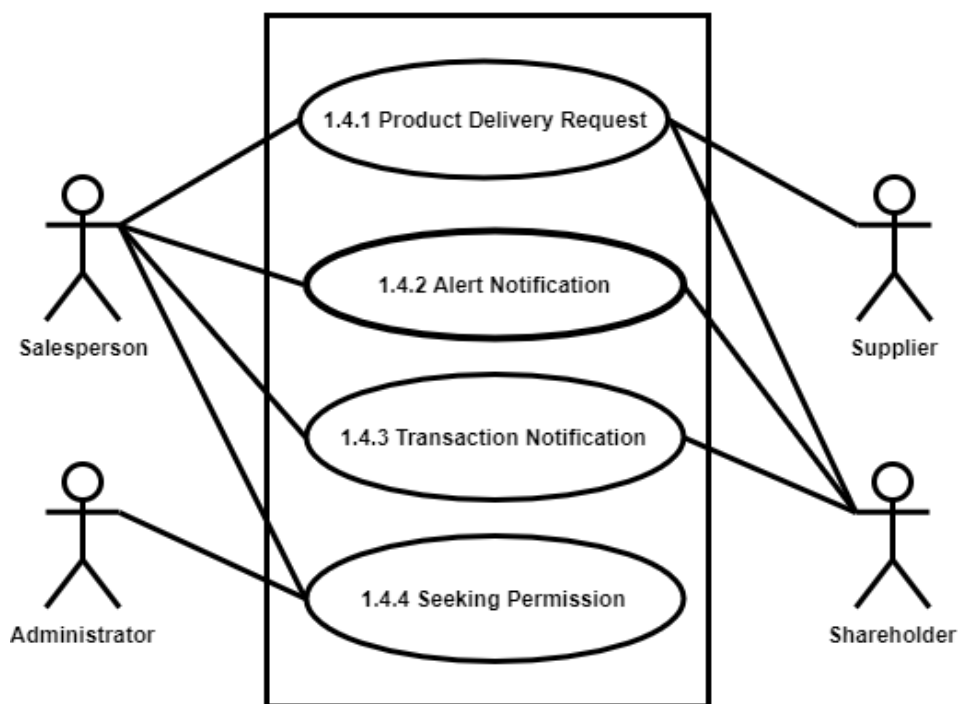 1.4.1 Product Delivery Request
1.4.2 Alert Notification
Salesperson
Supplier
1.4.3 Transaction Notification
1.4.4 Seeking Permission
Administrator
Shareholder